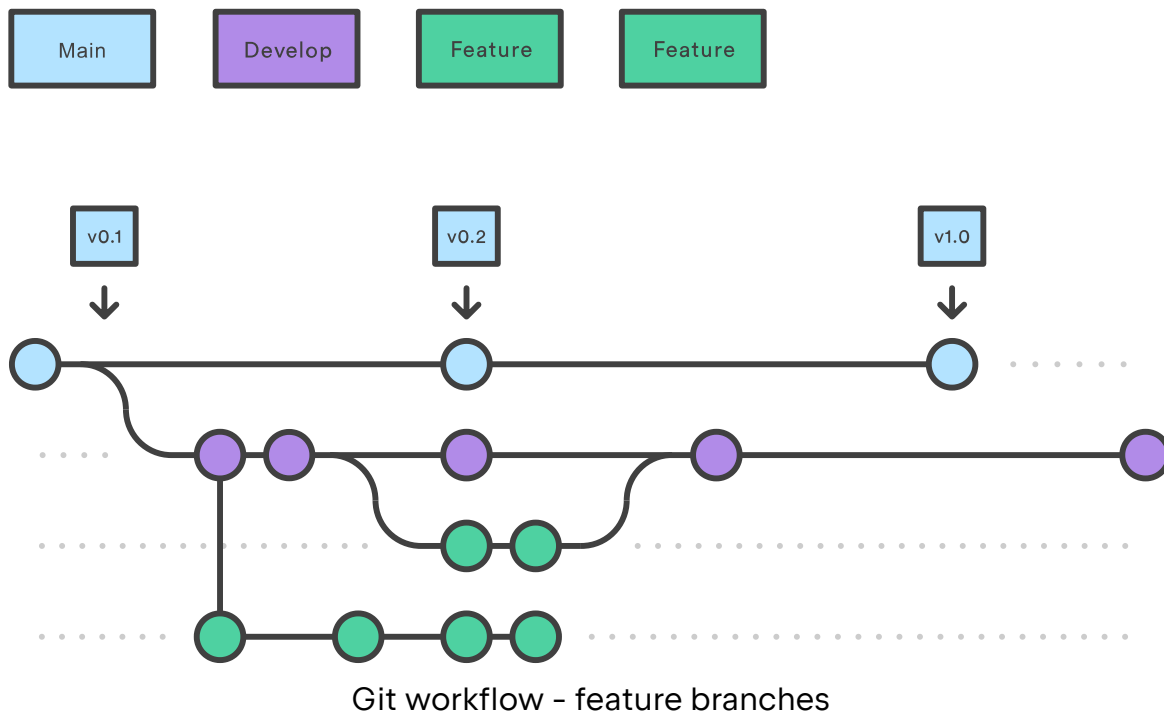 Main
Develop
Feature
Feature
v0.1
v0.2
v1.0
Git workflow - feature branches